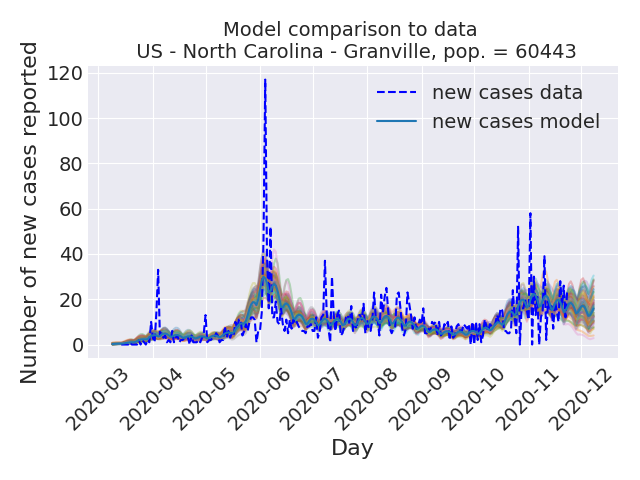 Model comparison to data
US - North Carolina - Granville, pop. = 60443
Number of new cases reported
120
100
80
60
40
20
0
new cases data
new cases model
2020-03
2020-04
2020-05
2020-06
2020-07
2020-08
2020-09
2020-10
2020-11
2020-12
Day